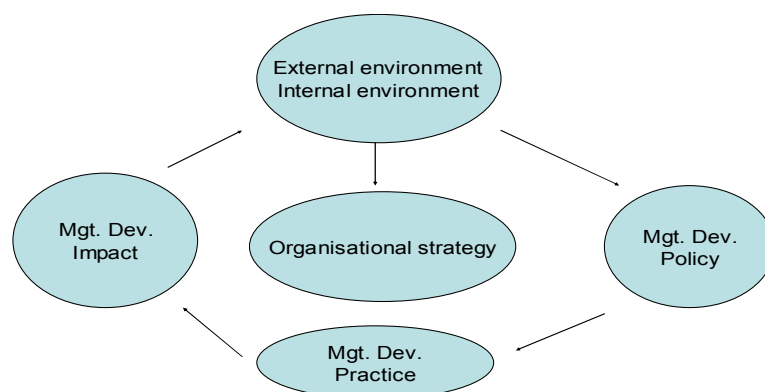 External environment
Internal environment
Mgt. Dev.
Impact
Organisational strategy
Mgt. Dev.
Policy
Mgt. Dev.
Practice